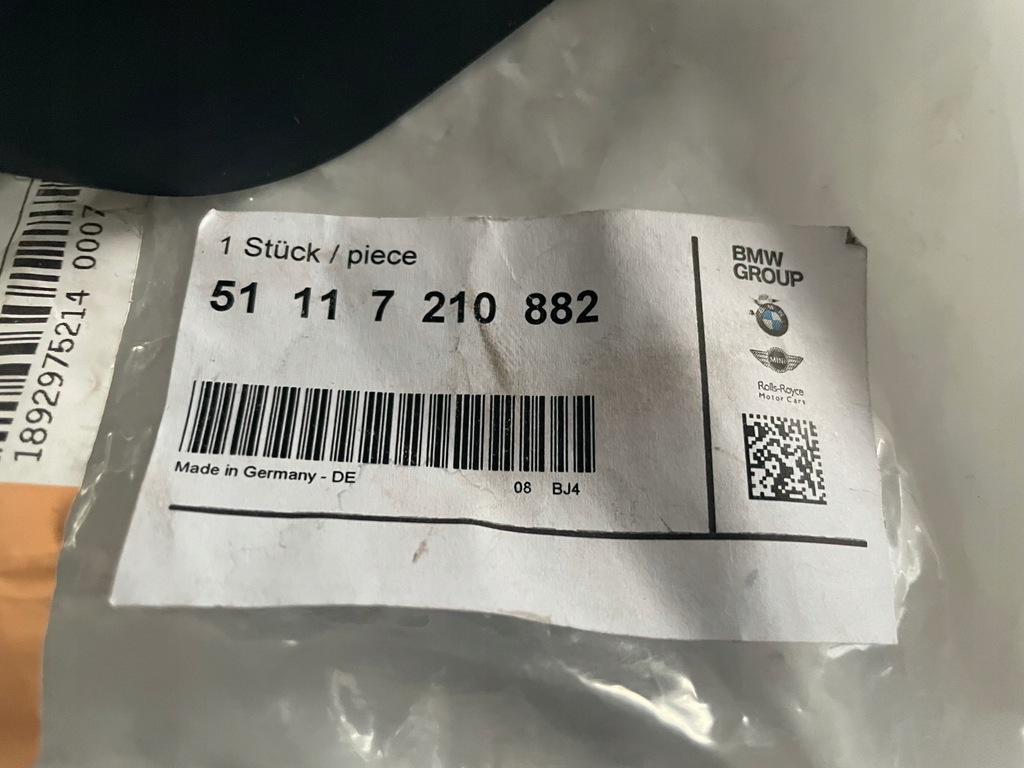 1 Stück / piece
51 11 7 210 882
Made in Germany - DE
08 BJ4
BMW
GROUP
MINI
Rolls-Royce
Motor Cars
1892975214 0007